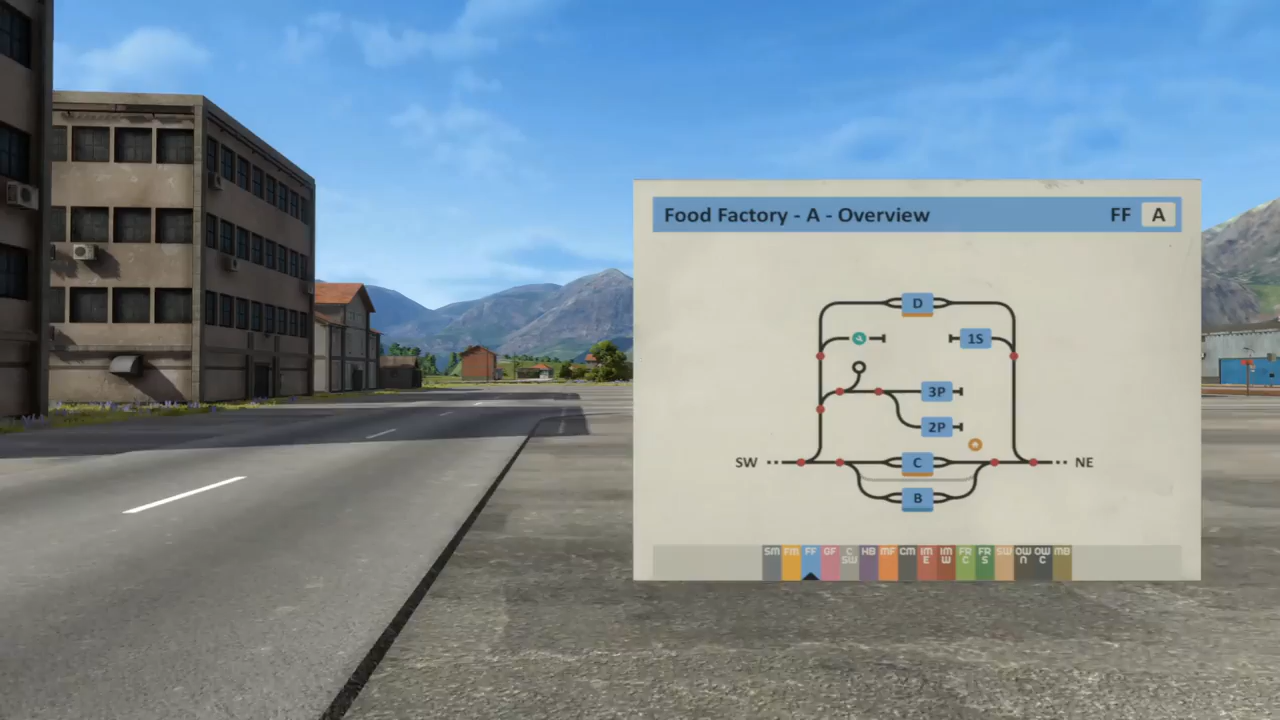 Food Factory - A - Overview FF A
D
1S
3P
2P
SW C NE
B
SM FM FF GF C SW HB MF CM IM E IM W FR C FR S SW OW N OW C MB